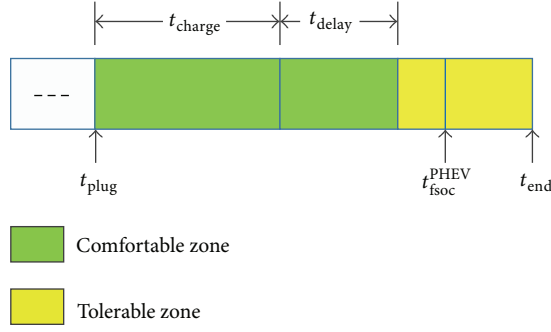 t_charge t_delay
---
t_plug t_fsoc^PHEV t_end
Comfortable zone
Tolerable zone